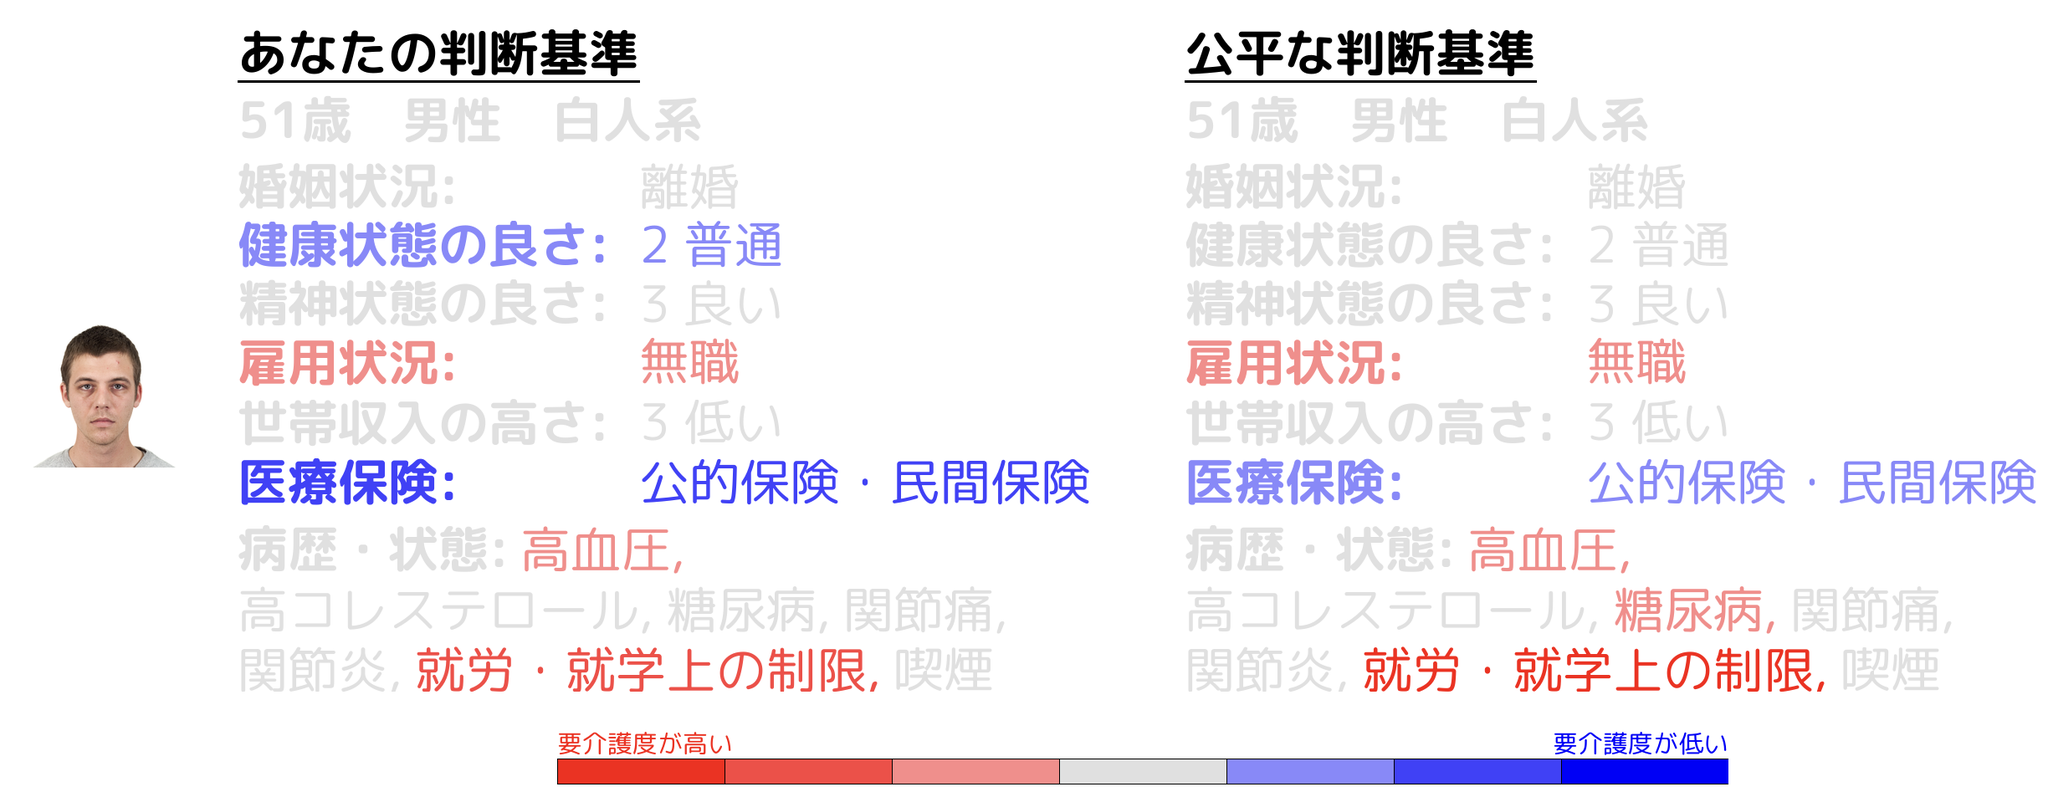 あなたの判断基準
51歳 男性 白人系
婚姻状況: 離婚
健康状態の良さ: 2 普通
精神状態の良さ: 3 良い
雇用状況: 無職
世帯収入の高さ: 3 低い
医療保険: 公的保険・民間保険
病歴・状態: 高血圧,
高コレステロール, 糖尿病, 関節痛,
関節炎, 就労・就学上の制限, 喫煙
公平な判断基準
51歳 男性 白人系
婚姻状況: 離婚
健康状態の良さ: 2 普通
精神状態の良さ: 3 良い
雇用状況: 無職
世帯収入の高さ: 3 低い
医療保険: 公的保険・民間保険
病歴・状態: 高血圧,
高コレステロール, 糖尿病, 関節痛,
関節炎, 就労・就学上の制限, 喫煙
要介護度が高い
要介護度が低い